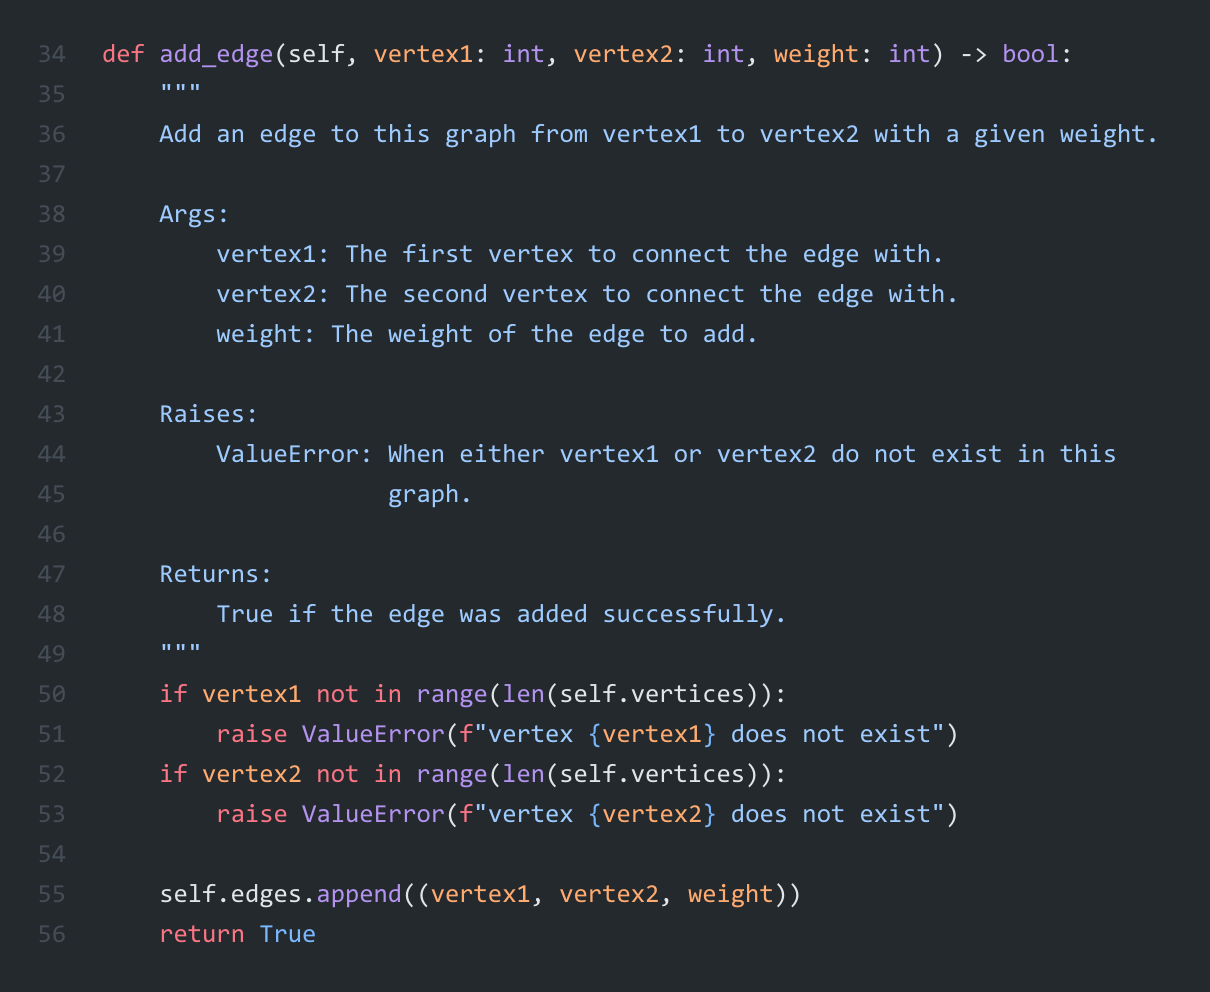 34 def add_edge(self, vertex1: int, vertex2: int, weight: int) -> bool:
35     """
36     Add an edge to this graph from vertex1 to vertex2 with a given weight.
37
38     Args:
39         vertex1: The first vertex to connect the edge with.
40         vertex2: The second vertex to connect the edge with.
41         weight: The weight of the edge to add.
42
43     Raises:
44         ValueError: When either vertex1 or vertex2 do not exist in this
45                     graph.
46
47     Returns:
48         True if the edge was added successfully.
49     """
50     if vertex1 not in range(len(self.vertices)):
51         raise ValueError(f"vertex {vertex1} does not exist")
52     if vertex2 not in range(len(self.vertices)):
53         raise ValueError(f"vertex {vertex2} does not exist")
54
55     self.edges.append((vertex1, vertex2, weight))
56     return True